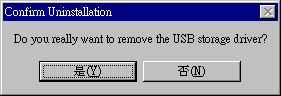 Confirm Uninstallation
Do you really want to remove the USB storage driver?
是(Y)
否(N)